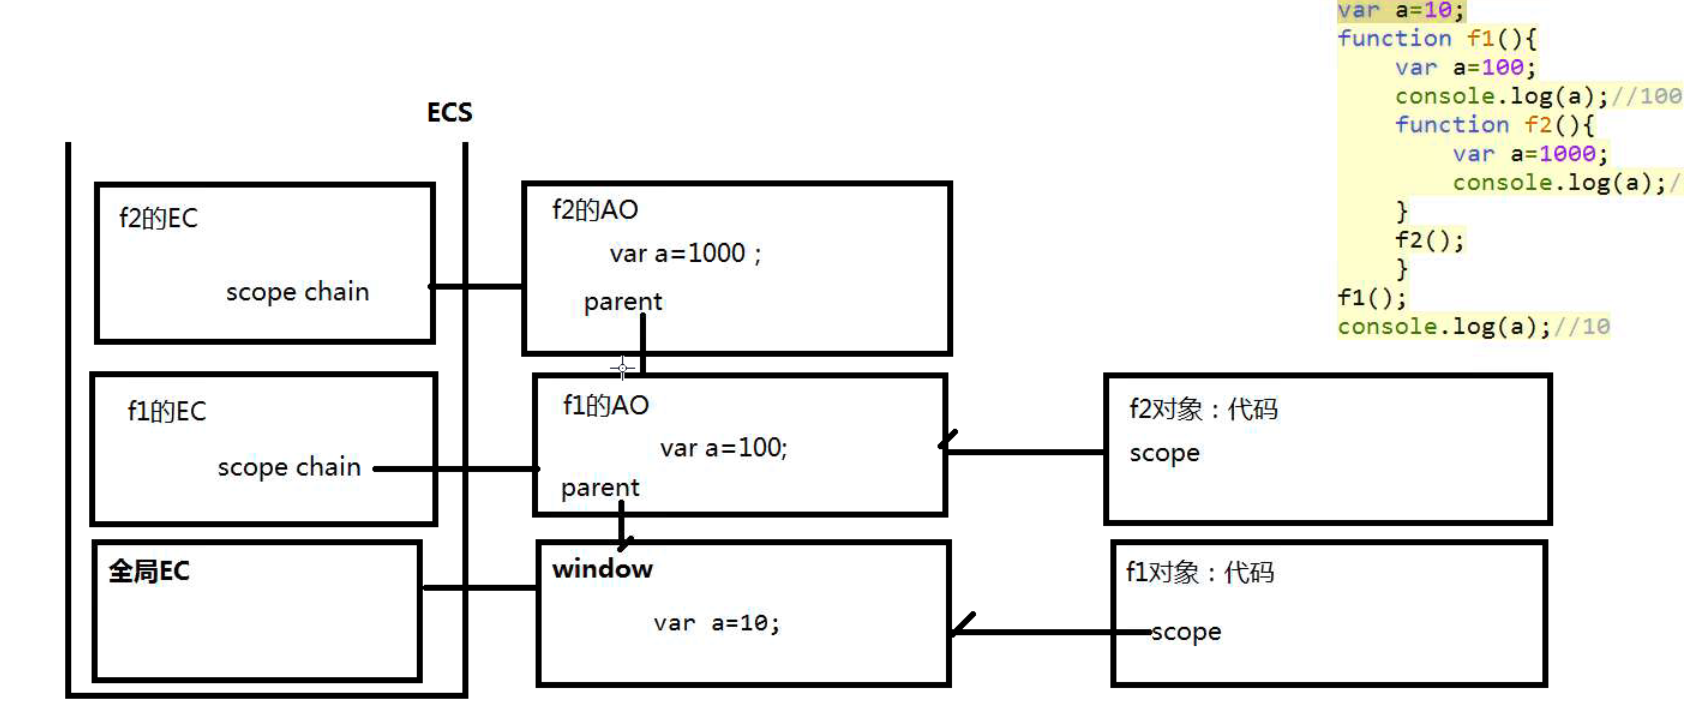 var a=10;
function f1(){
var a=100;
console.log(a);//100
function f2(){
var a=1000;
console.log(a);/
}
f2();
}
f1();
console.log(a);//10
ECS
f2的EC
scope chain
f2的AO
var a=1000 ;
parent
f1的EC
scope chain
f1的AO
var a=100;
parent
f2对象：代码
scope
全局EC
window
var a=10;
f1对象：代码
scope